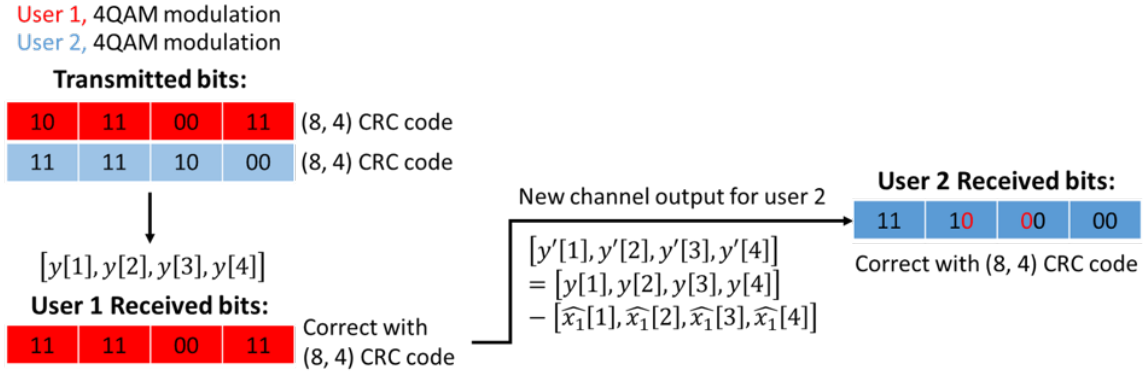 User 1, 4QAM modulation
User 2, 4QAM modulation
Transmitted bits:
10 11 00 11 (8, 4) CRC code
11 11 10 00 (8, 4) CRC code
[y[1], y[2], y[3], y[4]]
User 1 Received bits:
11 11 00 11
Correct with
(8, 4) CRC code
New channel output for user 2
[y′[1], y′[2], y′[3], y′[4]]
= [y[1], y[2], y[3], y[4]]
− [x̂₁[1], x̂₁[2], x̂₁[3], x̂₁[4]]
User 2 Received bits:
11 10 00 00
Correct with (8, 4) CRC code